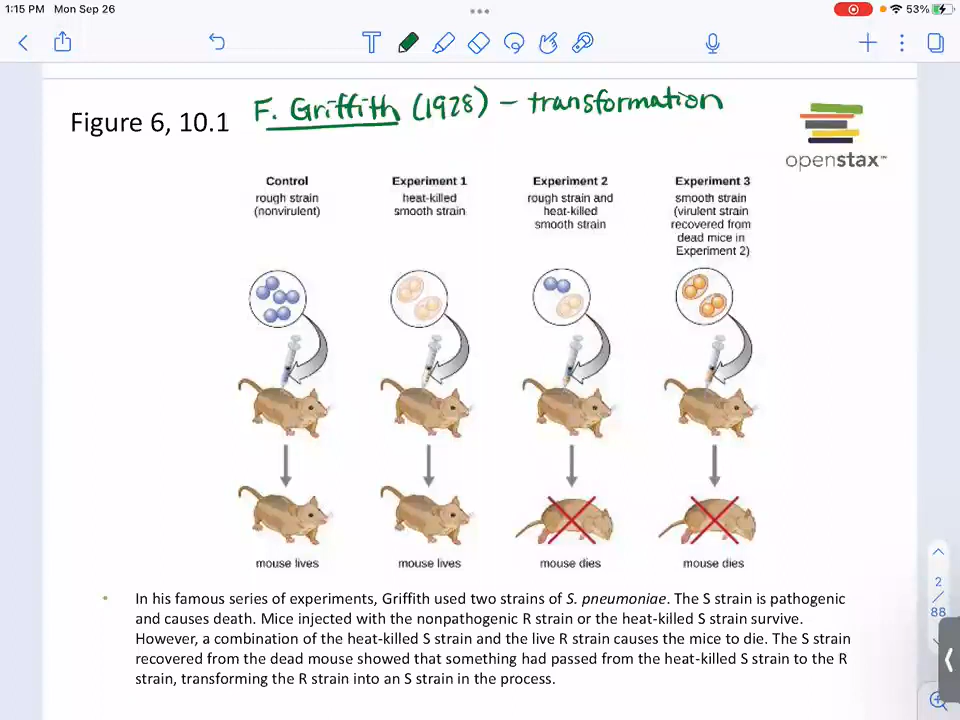 1:15 PM Mon Sep 26
53%
T
F. Griffith (1928) - transformation
Figure 6, 10.1
openstax™
Control
rough strain
(nonvirulent)
Experiment 1
heat-killed
smooth strain
Experiment 2
rough strain and
heat-killed
smooth strain
Experiment 3
smooth strain
(virulent strain
recovered from
dead mice in
Experiment 2)
mouse lives
mouse lives
mouse dies
mouse dies
• In his famous series of experiments, Griffith used two strains of S. pneumoniae. The S strain is pathogenic
and causes death. Mice injected with the nonpathogenic R strain or the heat-killed S strain survive.
However, a combination of the heat-killed S strain and the live R strain causes the mice to die. The S strain
recovered from the dead mouse showed that something had passed from the heat-killed S strain to the R
strain, transforming the R strain into an S strain in the process.
2
/
88